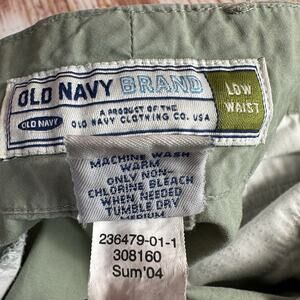 OLD NAVY BRAND
LOW
WAIST
OLD NAVY
A PRODUCT OF THE
OLD NAVY CLOTHING CO. USA
MACHINE WASH
WARM
ONLY NON-
CHLORINE BLEACH
WHEN NEEDED
TUMBLE DRY
MEDIUM
236479-01-1
308160
Sum'04